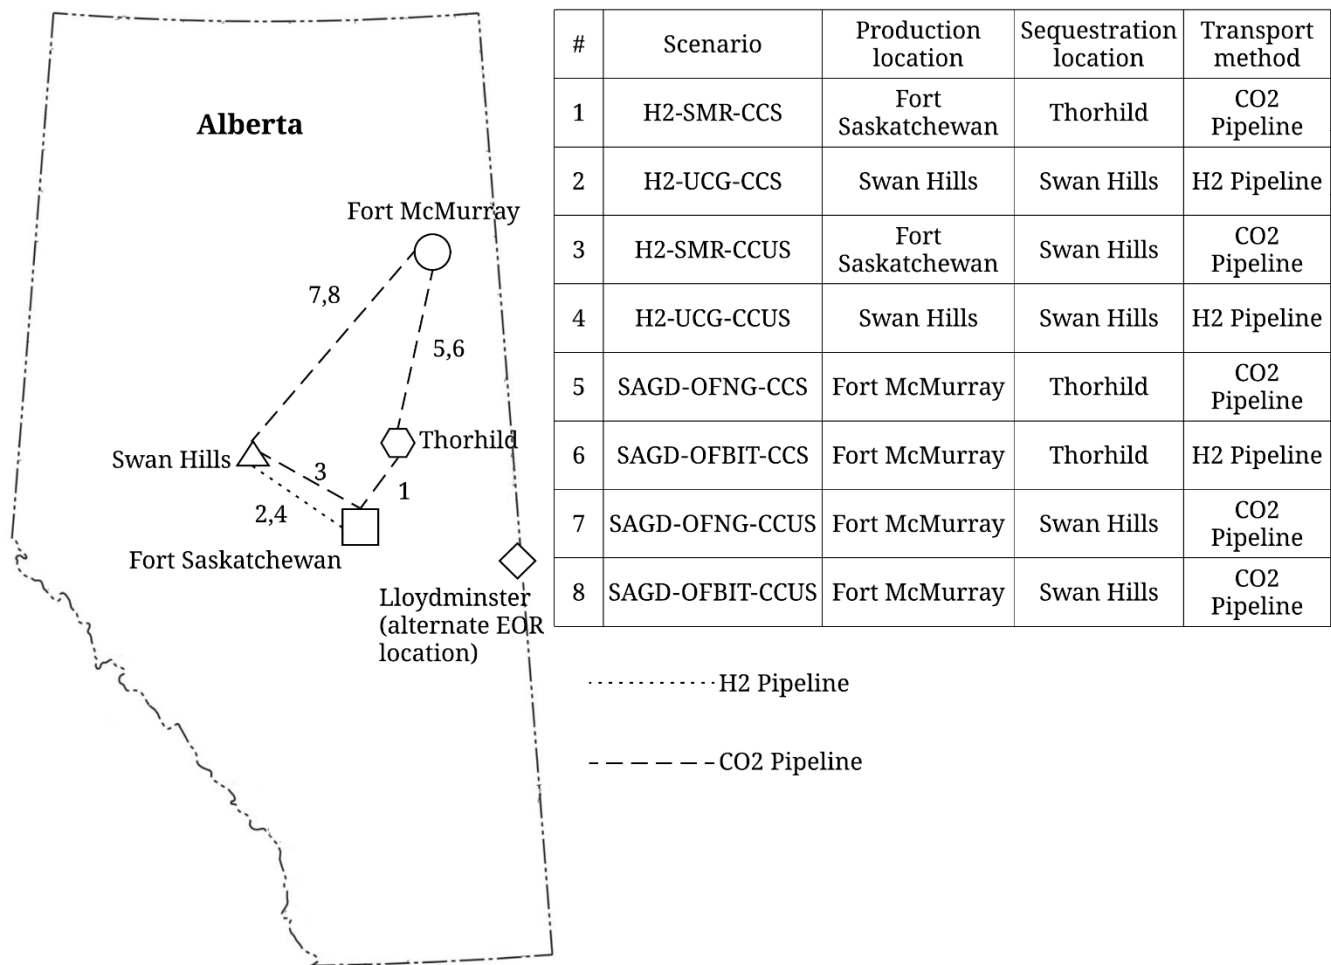 Alberta
Fort McMurray
7,8
5,6
Swan Hills
Thorhild
3
1
2,4
Fort Saskatchewan
Lloydminster
(alternate EOR
location)
# Scenario Production location Sequestration location Transport method
1 H2-SMR-CCS Fort Saskatchewan Thorhild CO2 Pipeline
2 H2-UCG-CCS Swan Hills Swan Hills H2 Pipeline
3 H2-SMR-CCUS Fort Saskatchewan Swan Hills CO2 Pipeline
4 H2-UCG-CCUS Swan Hills Swan Hills H2 Pipeline
5 SAGD-OFNG-CCS Fort McMurray Thorhild CO2 Pipeline
6 SAGD-OFBIT-CCS Fort McMurray Thorhild H2 Pipeline
7 SAGD-OFNG-CCUS Fort McMurray Swan Hills CO2 Pipeline
8 SAGD-OFBIT-CCUS Fort McMurray Swan Hills CO2 Pipeline
H2 Pipeline
CO2 Pipeline